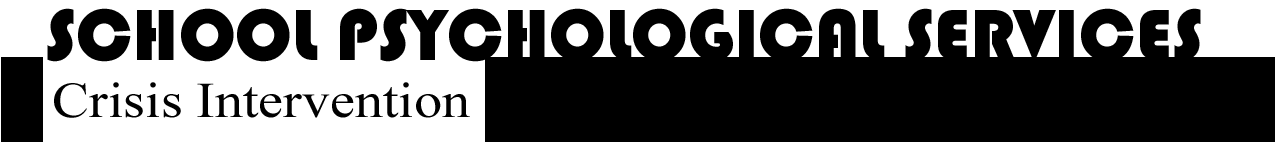 SCHOOL PSYCHOLOGICAL SERVICES
Crisis Intervention